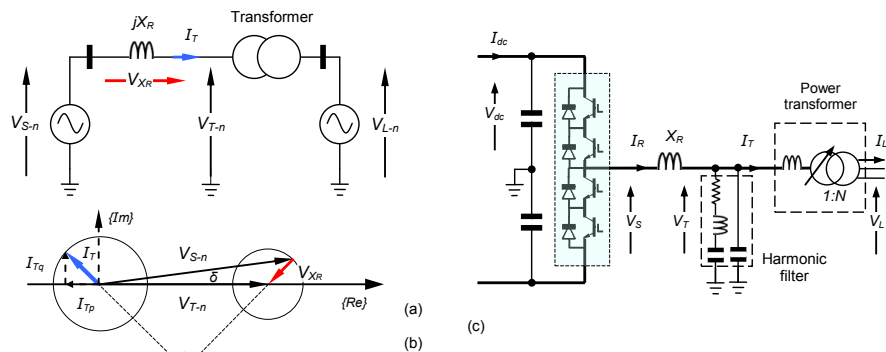 jX_R
I_T
Transformer
V_XR
V_S-n
V_T-n
V_L-n
{Im}
I_Tq
I_T
V_S-n
δ
V_XR
I_Tp
V_T-n
{Re}
(a)
(b)
I_dc
V_dc
Power
transformer
I_R
X_R
I_T
I_L
1:N
V_S
V_T
V_L
Harmonic
filter
(c)